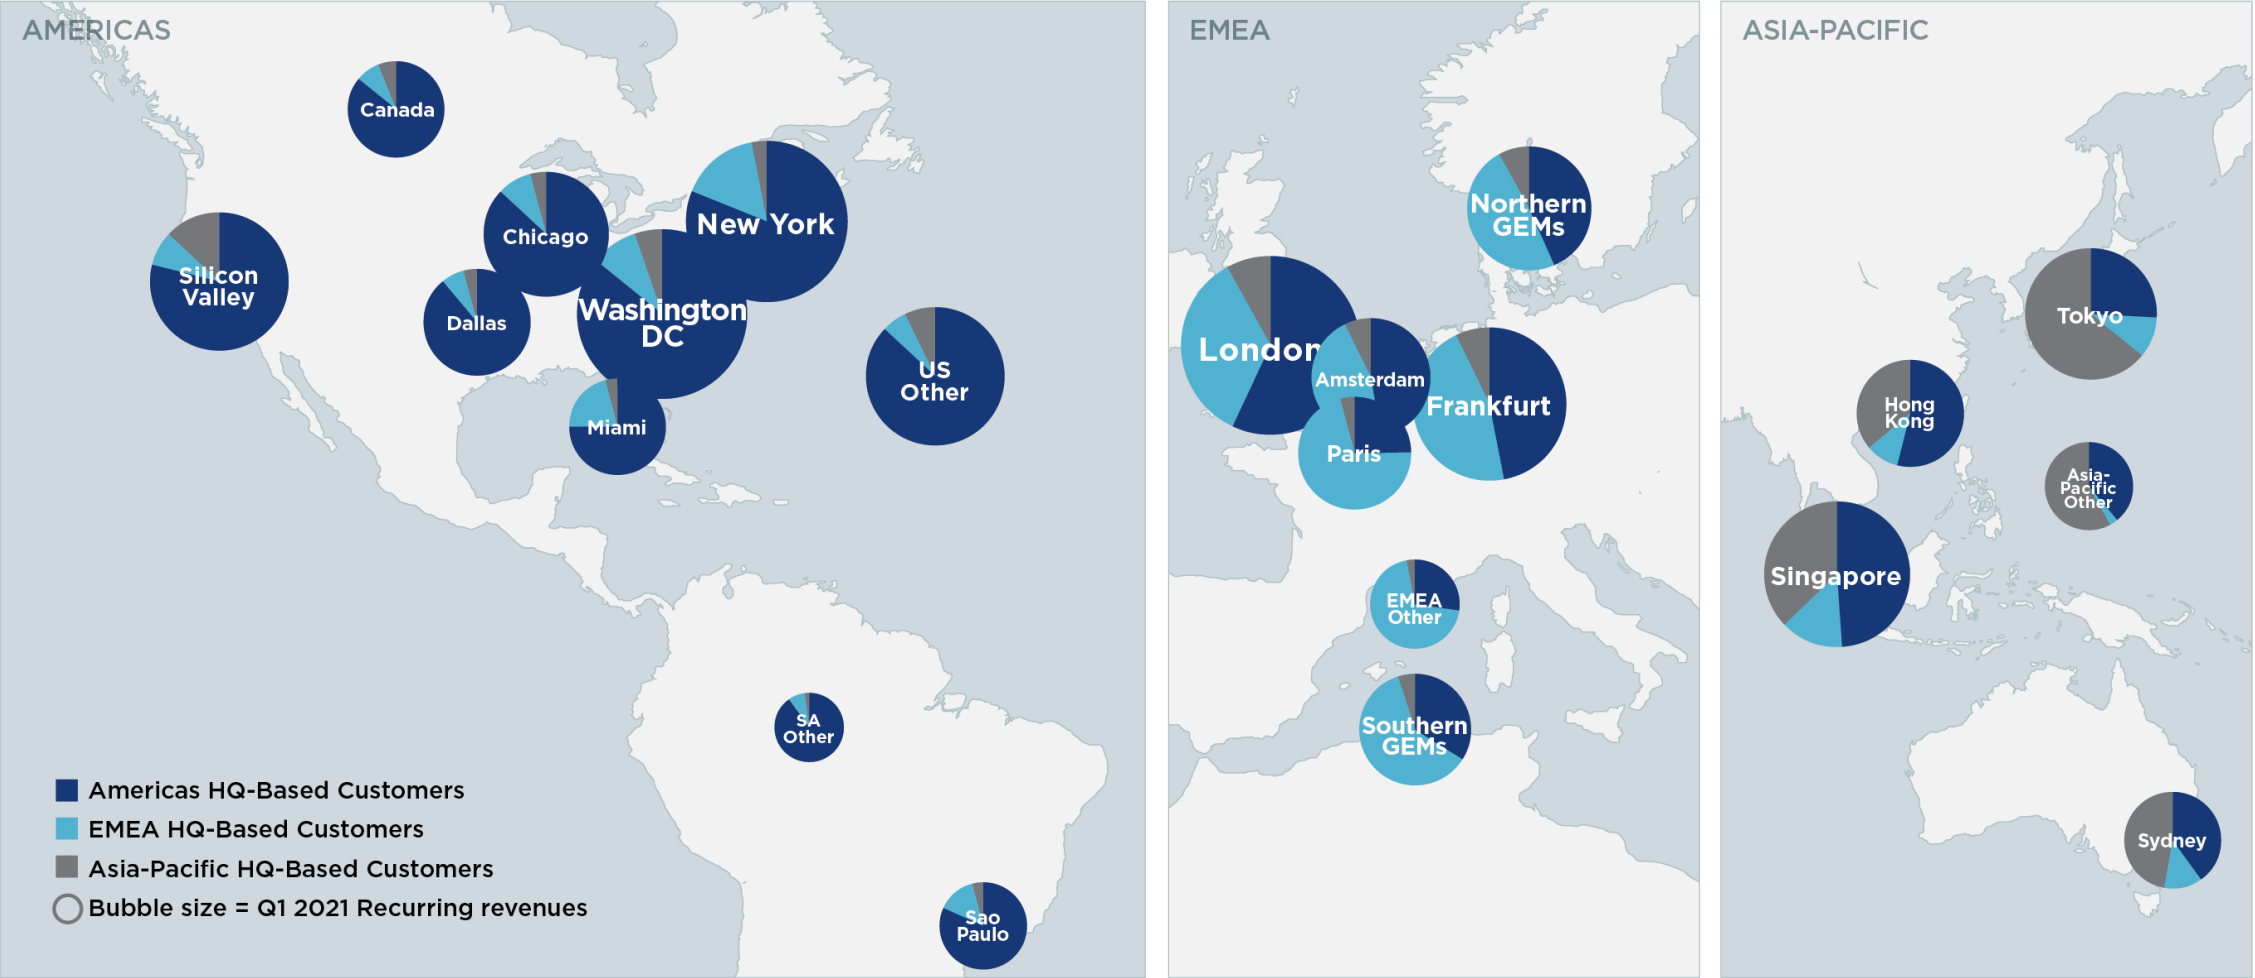 AMERICAS
Canada
New York
Chicago
Silicon
Valley
Washington
DC
Dallas
US
Other
Miami
SA
Other
Sao
Paulo
Americas HQ-Based Customers
EMEA HQ-Based Customers
Asia-Pacific HQ-Based Customers
Bubble size = Q1 2021 Recurring revenues
EMEA
Northern
GEMs
London
Amsterdam
Frankfurt
Paris
EMEA
Other
Southern
GEMs
ASIA-PACIFIC
Tokyo
Hong
Kong
Asia-
Pacific
Other
Singapore
Sydney